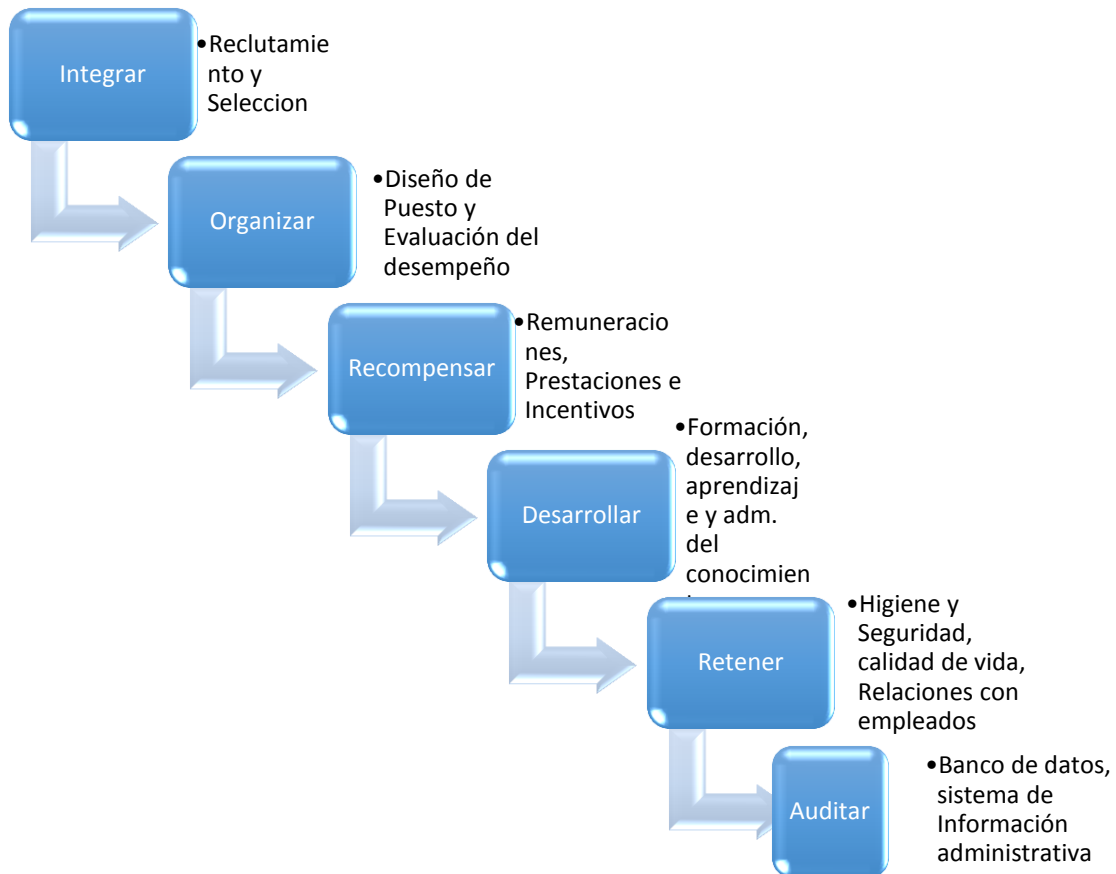 Integrar
•Reclutamie
nto y
Seleccion
Organizar
•Diseño de
Puesto y
Evaluación del
desempeño
Recompensar
•Remuneracio
nes,
Prestaciones e
Incentivos
Desarrollar
•Formación,
desarrollo,
aprendizaj
e y adm.
del
conocimien
Retener
•Higiene y
Seguridad,
calidad de vida,
Relaciones con
empleados
Auditar
•Banco de datos,
sistema de
Información
administrativa